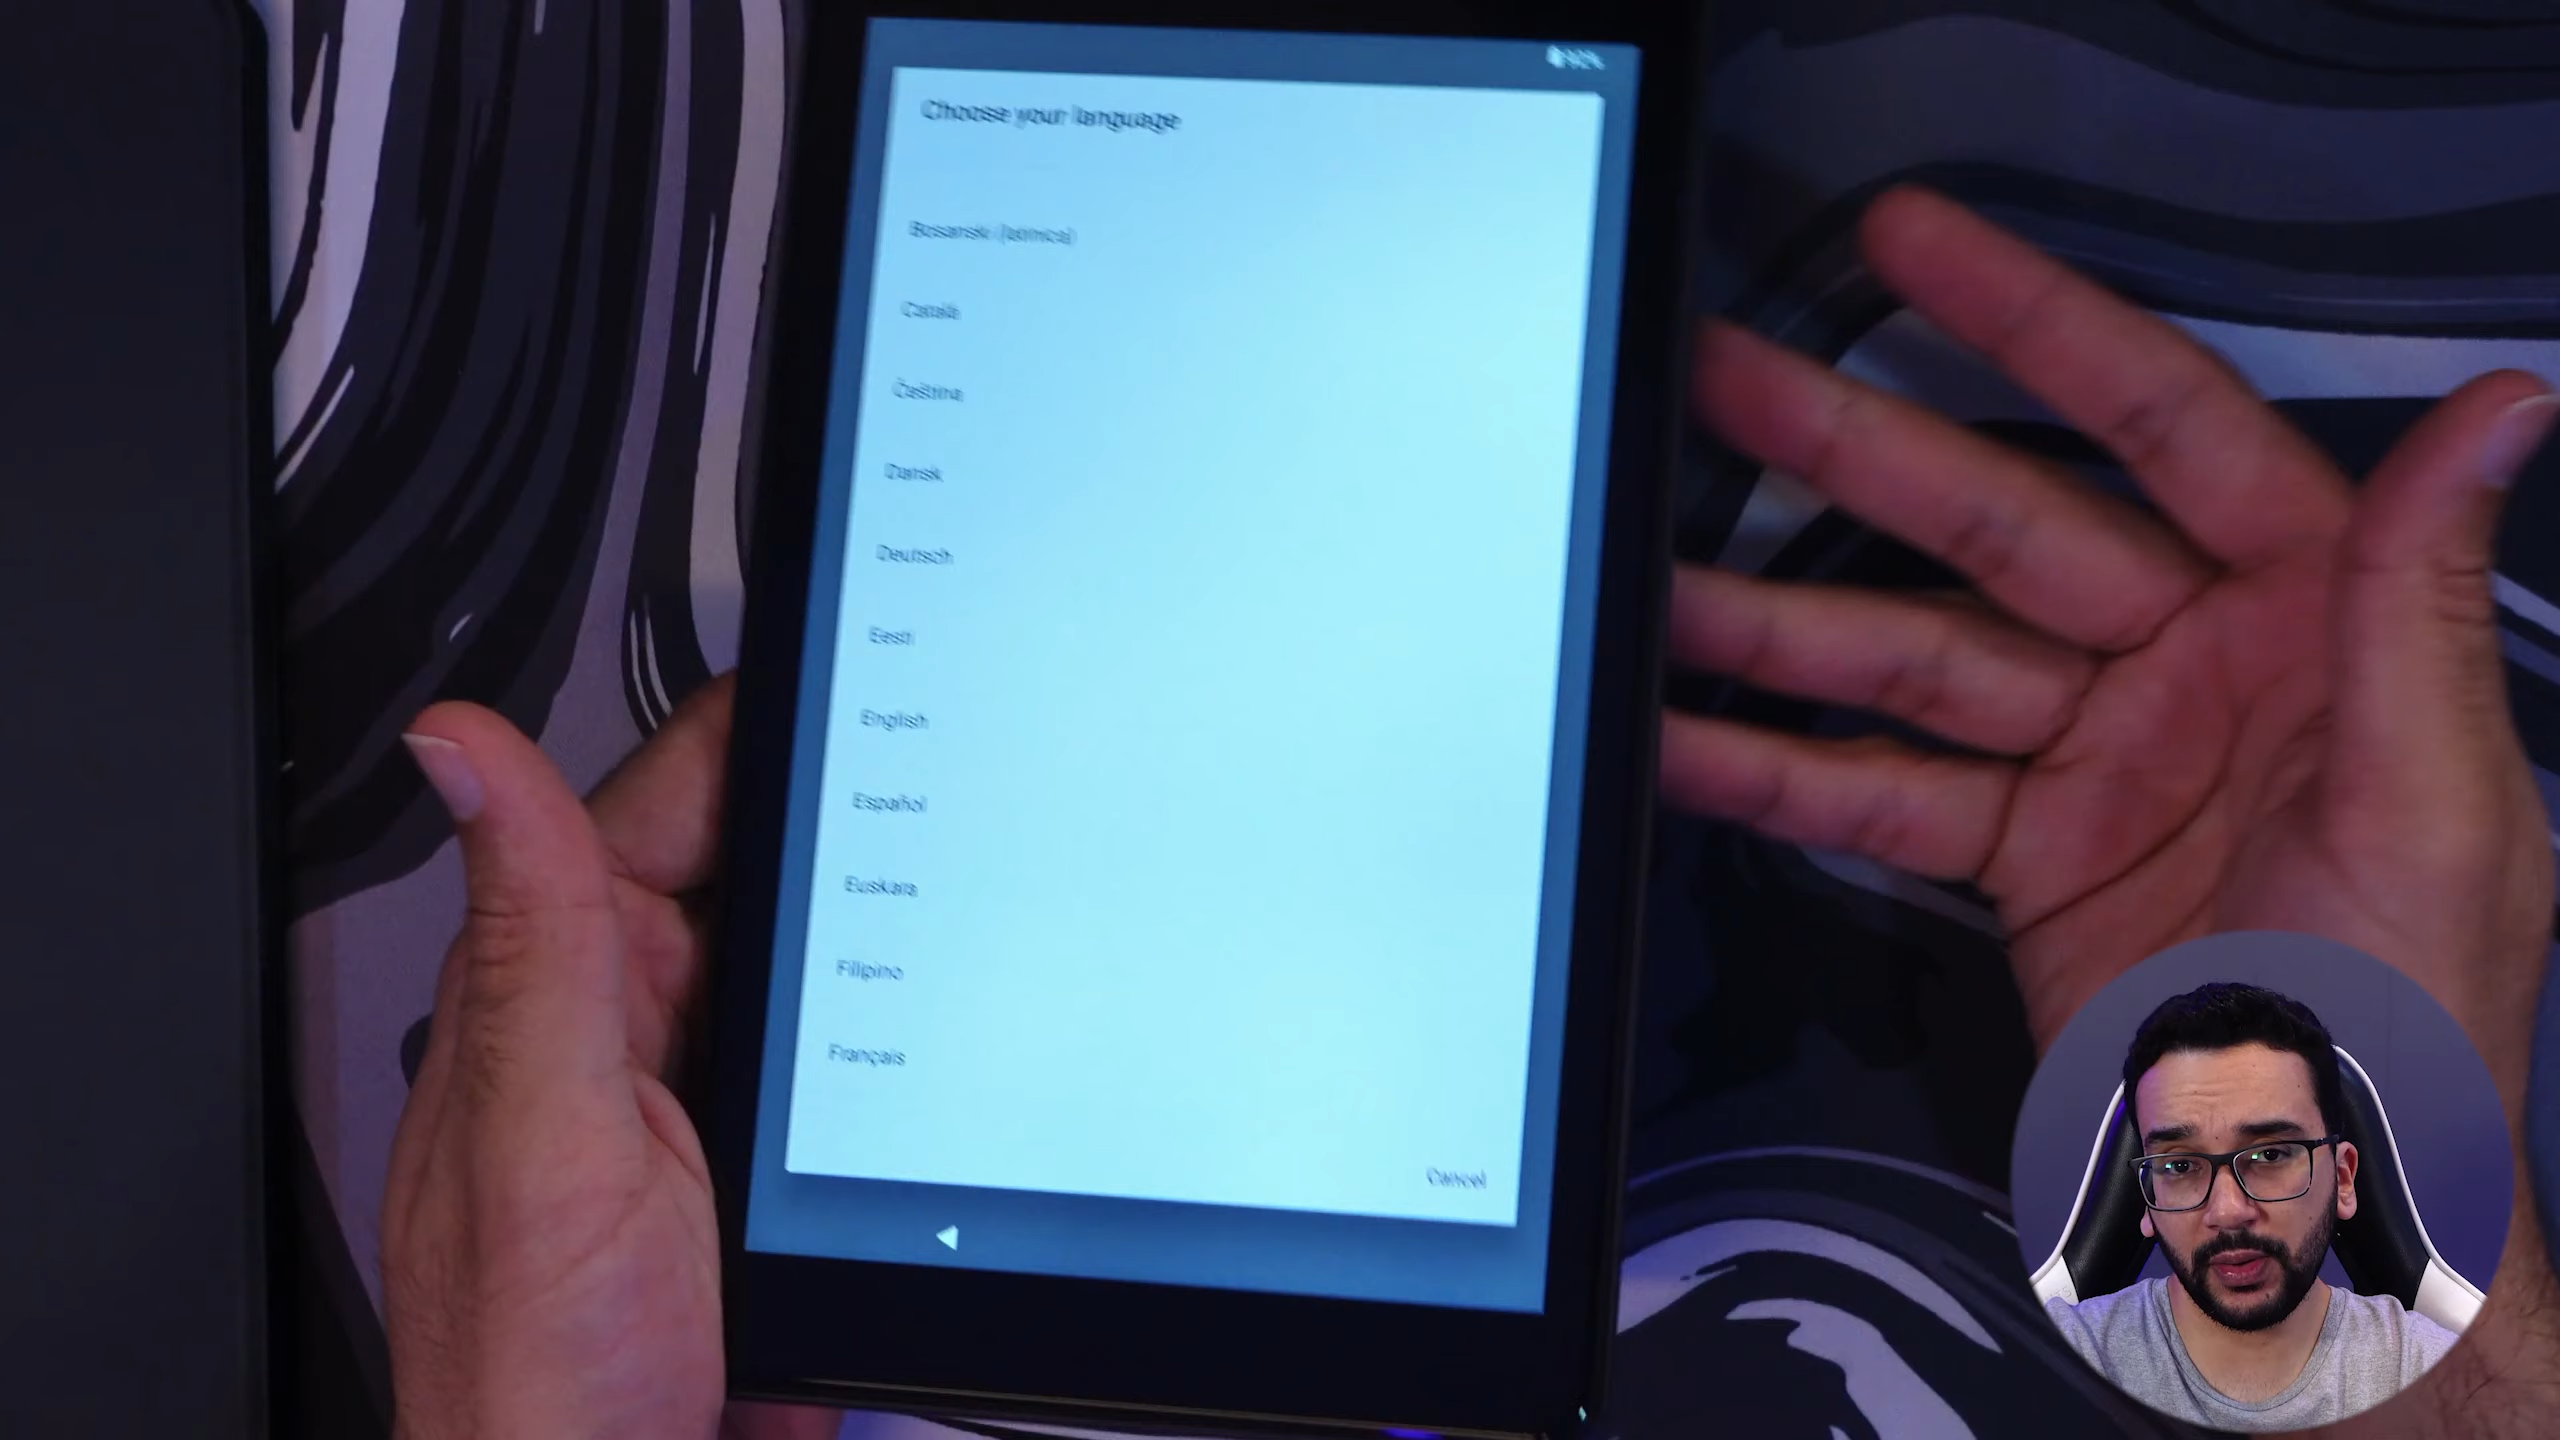 Choose your language
Bosanski (latinica)
Català
Čeština
Dansk
Deutsch
Eesti
English
Español
Euskara
Filipino
Français
Cancel